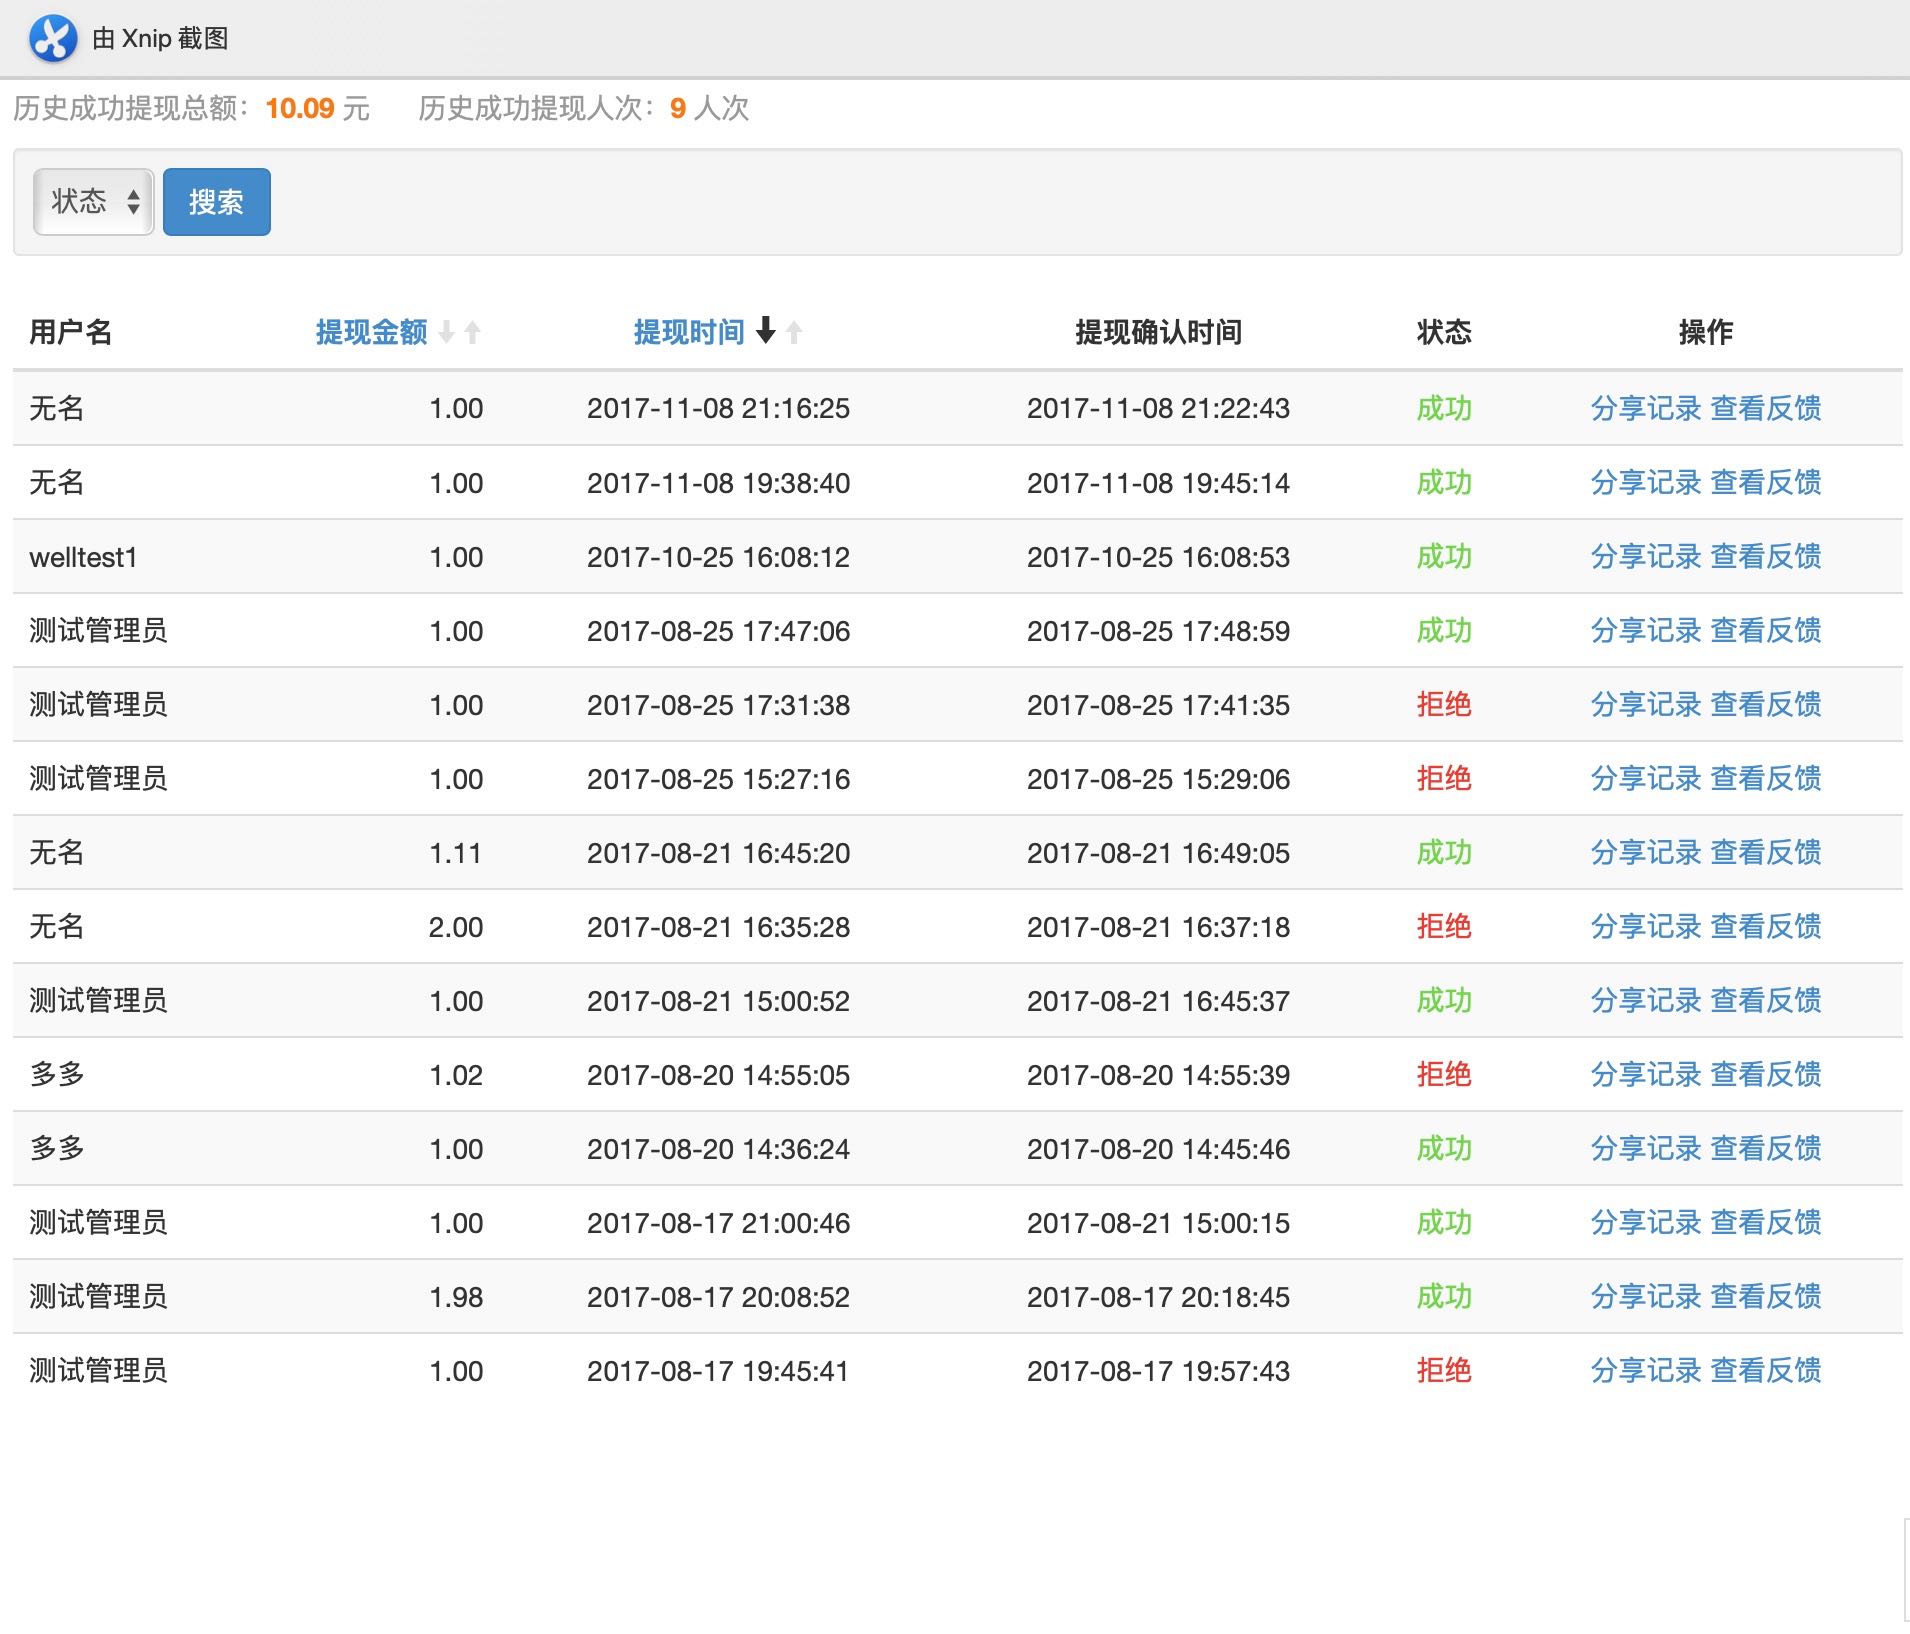 由 Xnip 截图
历史成功提现总额： 10.09 元 历史成功提现人次： 9 人次
状态 搜索
用户名 提现金额 提现时间 提现确认时间 状态 操作
无名 1.00 2017-11-08 21:16:25 2017-11-08 21:22:43 成功 分享记录 查看反馈
无名 1.00 2017-11-08 19:38:40 2017-11-08 19:45:14 成功 分享记录 查看反馈
welltest1 1.00 2017-10-25 16:08:12 2017-10-25 16:08:53 成功 分享记录 查看反馈
测试管理员 1.00 2017-08-25 17:47:06 2017-08-25 17:48:59 成功 分享记录 查看反馈
测试管理员 1.00 2017-08-25 17:31:38 2017-08-25 17:41:35 拒绝 分享记录 查看反馈
测试管理员 1.00 2017-08-25 15:27:16 2017-08-25 15:29:06 拒绝 分享记录 查看反馈
无名 1.11 2017-08-21 16:45:20 2017-08-21 16:49:05 成功 分享记录 查看反馈
无名 2.00 2017-08-21 16:35:28 2017-08-21 16:37:18 拒绝 分享记录 查看反馈
测试管理员 1.00 2017-08-21 15:00:52 2017-08-21 16:45:37 成功 分享记录 查看反馈
多多 1.02 2017-08-20 14:55:05 2017-08-20 14:55:39 拒绝 分享记录 查看反馈
多多 1.00 2017-08-20 14:36:24 2017-08-20 14:45:46 成功 分享记录 查看反馈
测试管理员 1.00 2017-08-17 21:00:46 2017-08-21 15:00:15 成功 分享记录 查看反馈
测试管理员 1.98 2017-08-17 20:08:52 2017-08-17 20:18:45 成功 分享记录 查看反馈
测试管理员 1.00 2017-08-17 19:45:41 2017-08-17 19:57:43 拒绝 分享记录 查看反馈